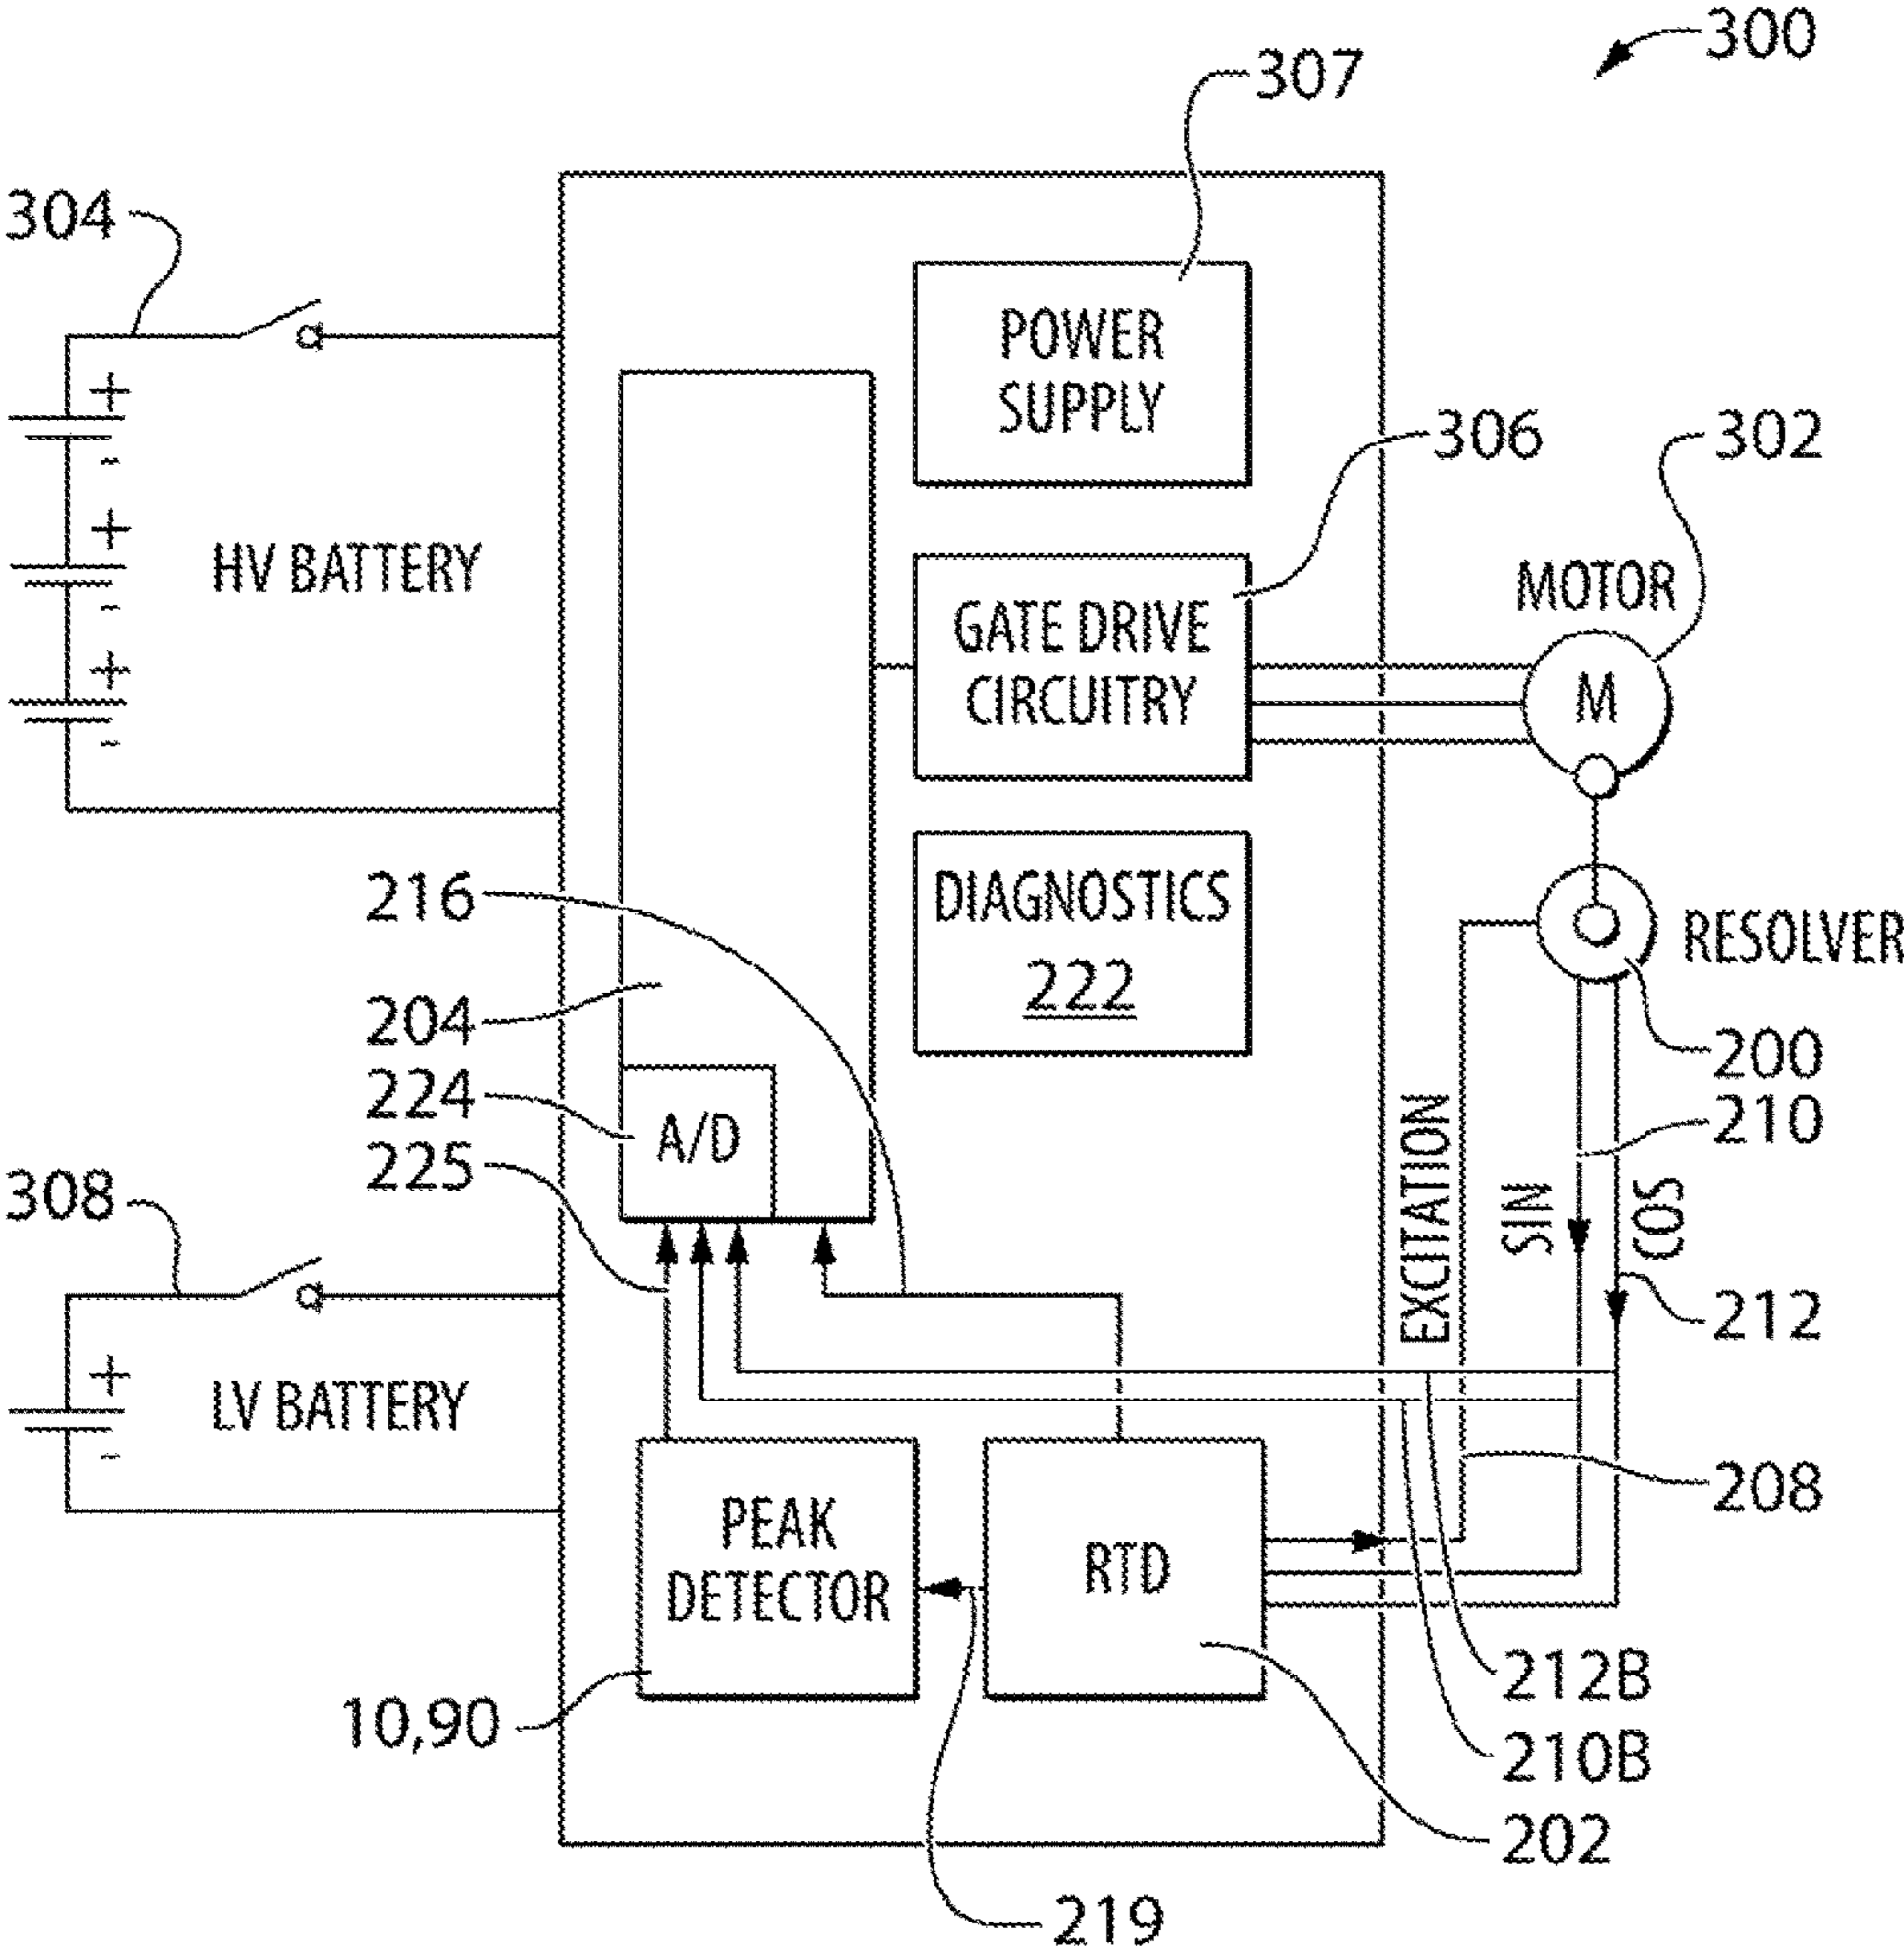 300
307
304
POWER
SUPPLY
306
302
HV BATTERY
MOTOR
GATE DRIVE
CIRCUITRY
M
216
DIAGNOSTICS
222
RESOLVER
204
200
224
A/D
210
225
EXCITATION
SIN
COS
308
212
LV BATTERY
208
PEAK
DETECTOR
RTD
212B
10,90
210B
202
219
+
-
+
-
+
-
+
-